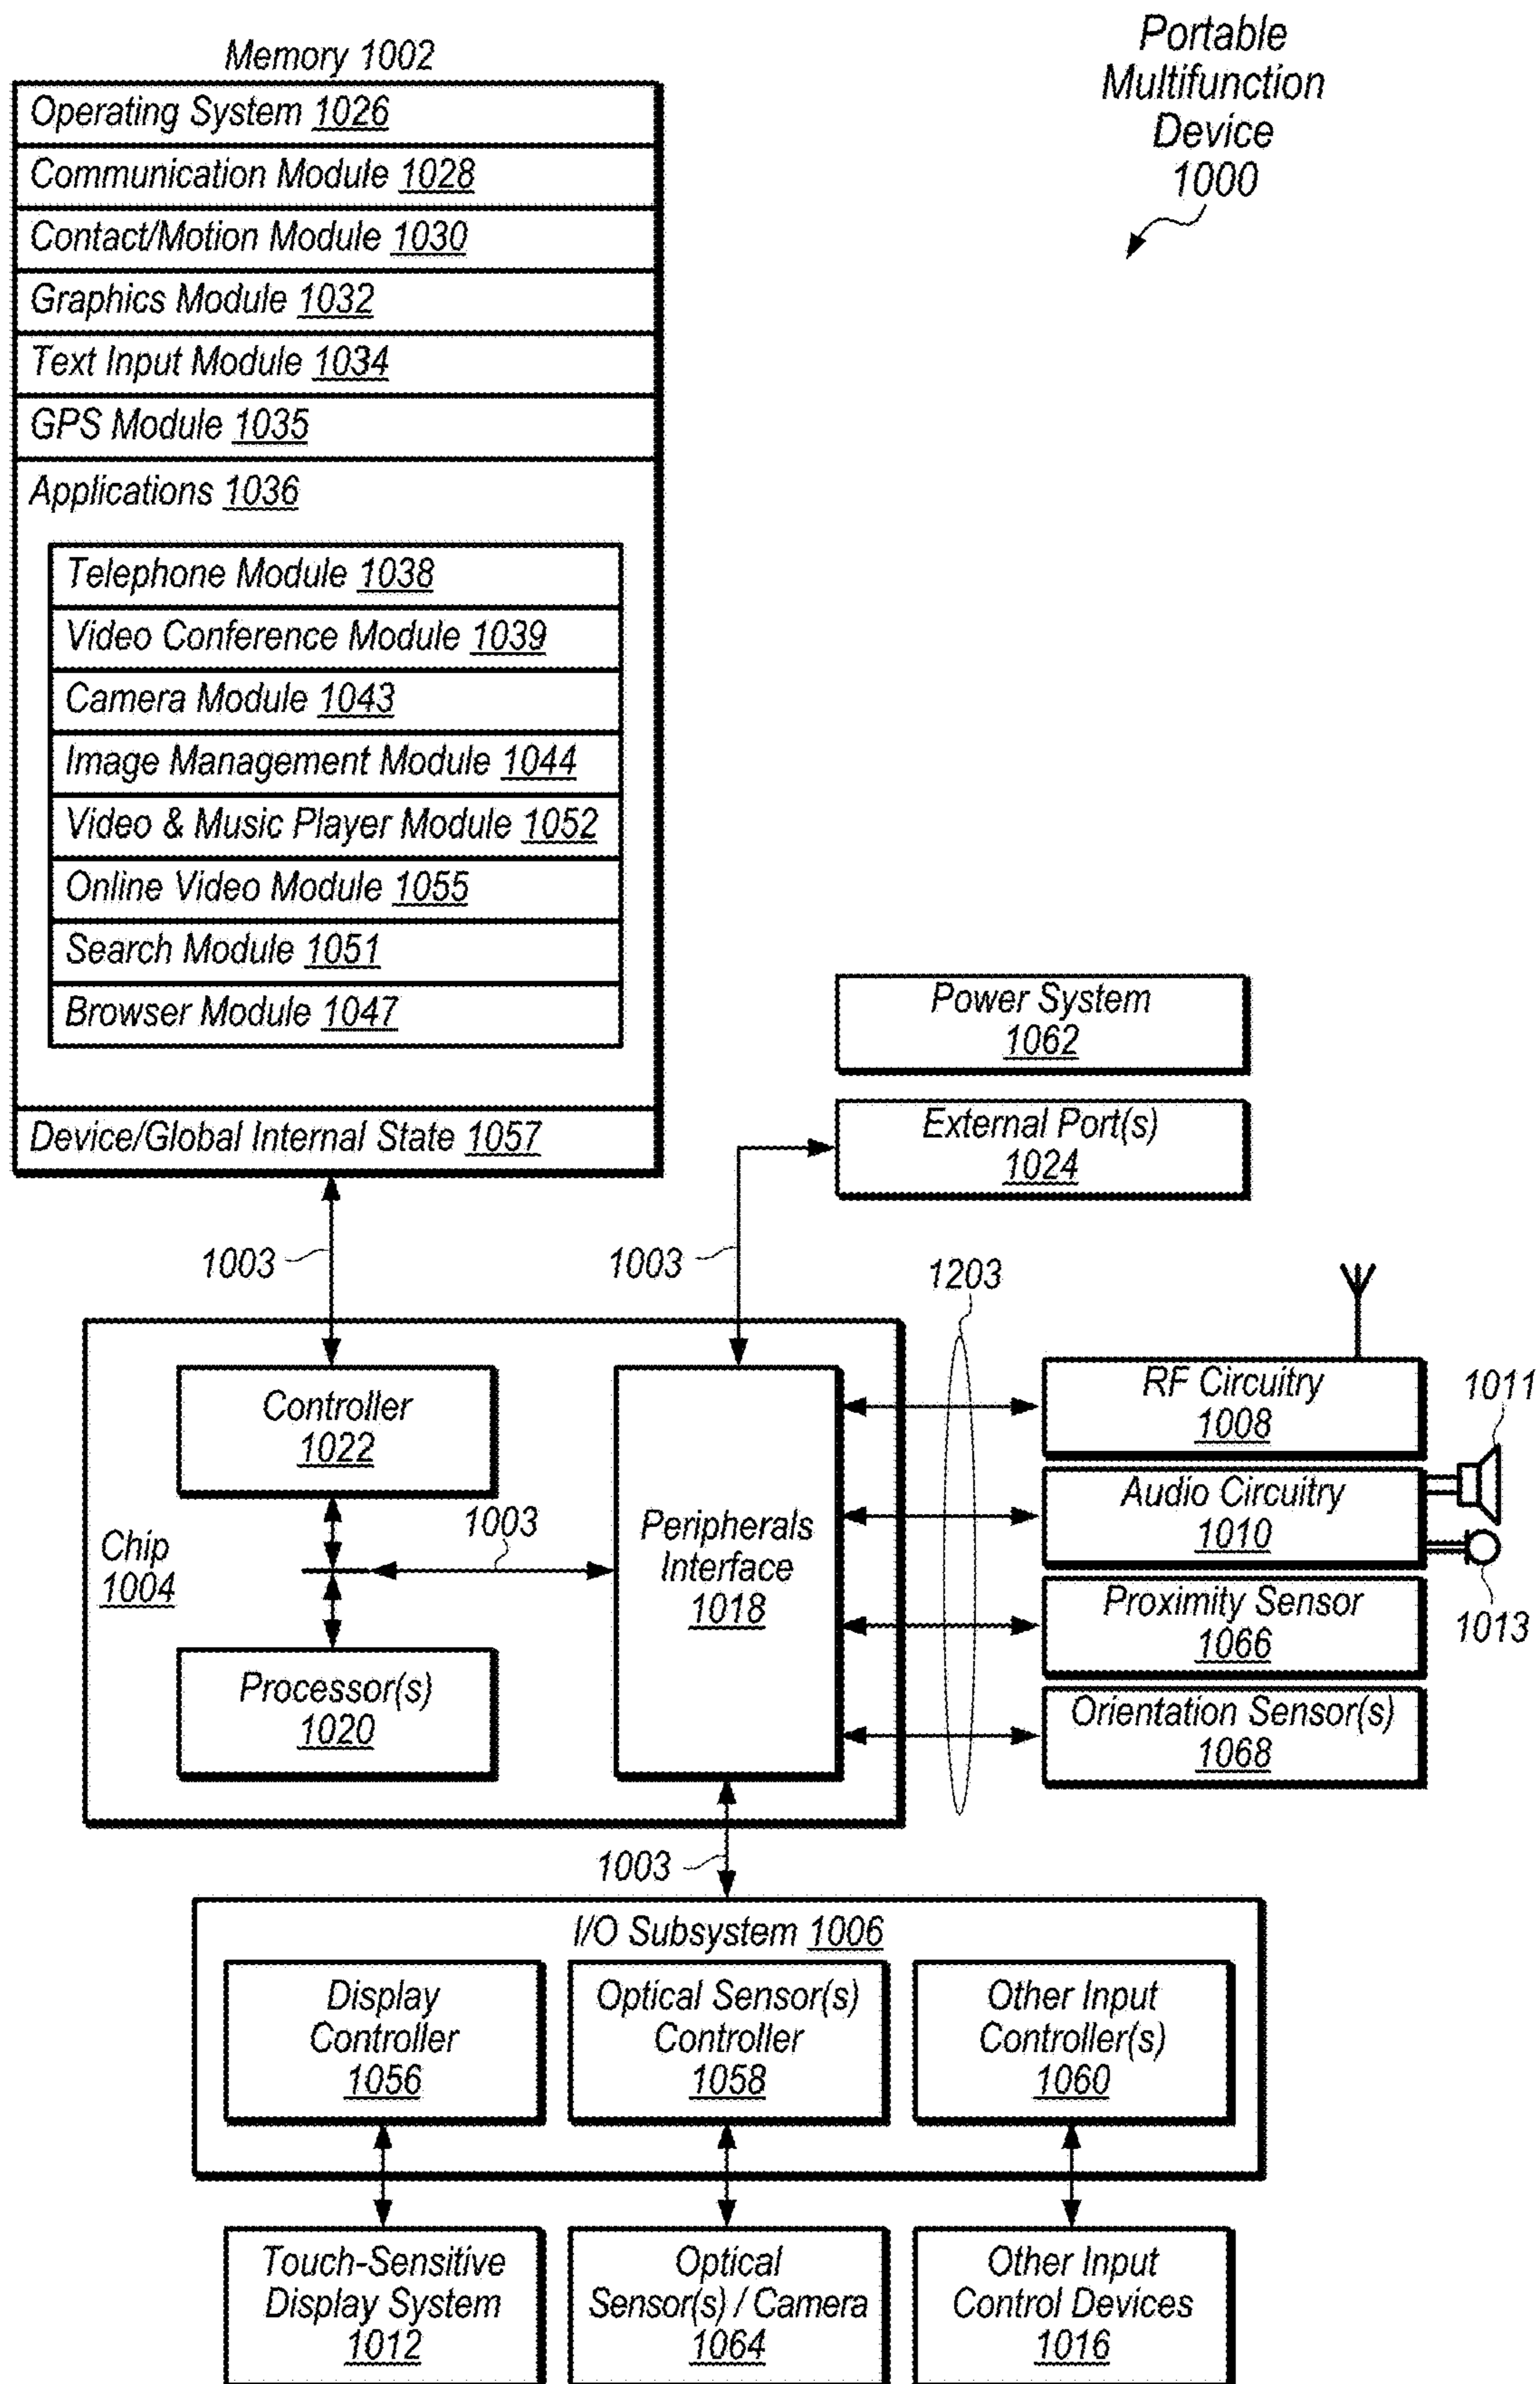 Portable
Multifunction
Device
1000
Memory 1002
Operating System 1026
Communication Module 1028
Contact/Motion Module 1030
Graphics Module 1032
Text Input Module 1034
GPS Module 1035
Applications 1036
Telephone Module 1038
Video Conference Module 1039
Camera Module 1043
Image Management Module 1044
Video & Music Player Module 1052
Online Video Module 1055
Search Module 1051
Browser Module 1047
Device/Global Internal State 1057
Power System
1062
External Port(s)
1024
1003
1003
1203
Chip
1004
Controller
1022
1003
Processor(s)
1020
Peripherals
Interface
1018
RF Circuitry
1008
1011
Audio Circuitry
1010
1013
Proximity Sensor
1066
Orientation Sensor(s)
1068
1003
I/O Subsystem 1006
Display
Controller
1056
Optical Sensor(s)
Controller
1058
Other Input
Controller(s)
1060
Touch-Sensitive
Display System
1012
Optical
Sensor(s) / Camera
1064
Other Input
Control Devices
1016